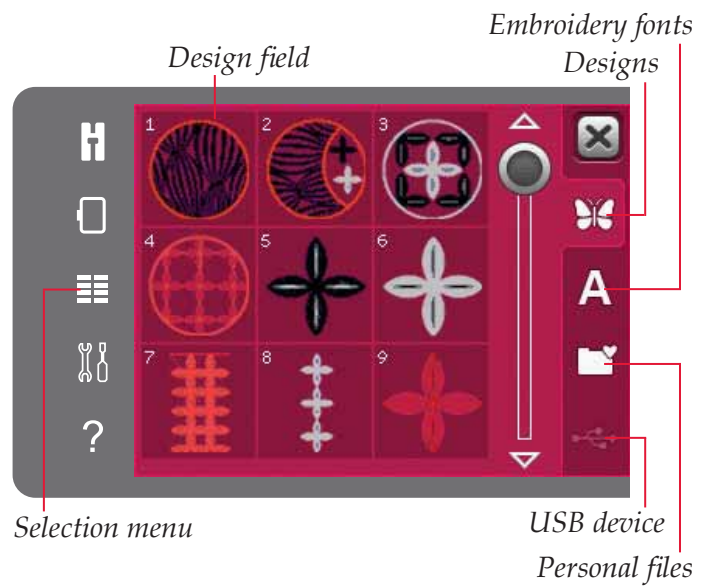 Embroidery fonts
Design field
Designs
1
2
3
4
5
6
A
7
8
9
?
Selection menu
USB device
Personal files